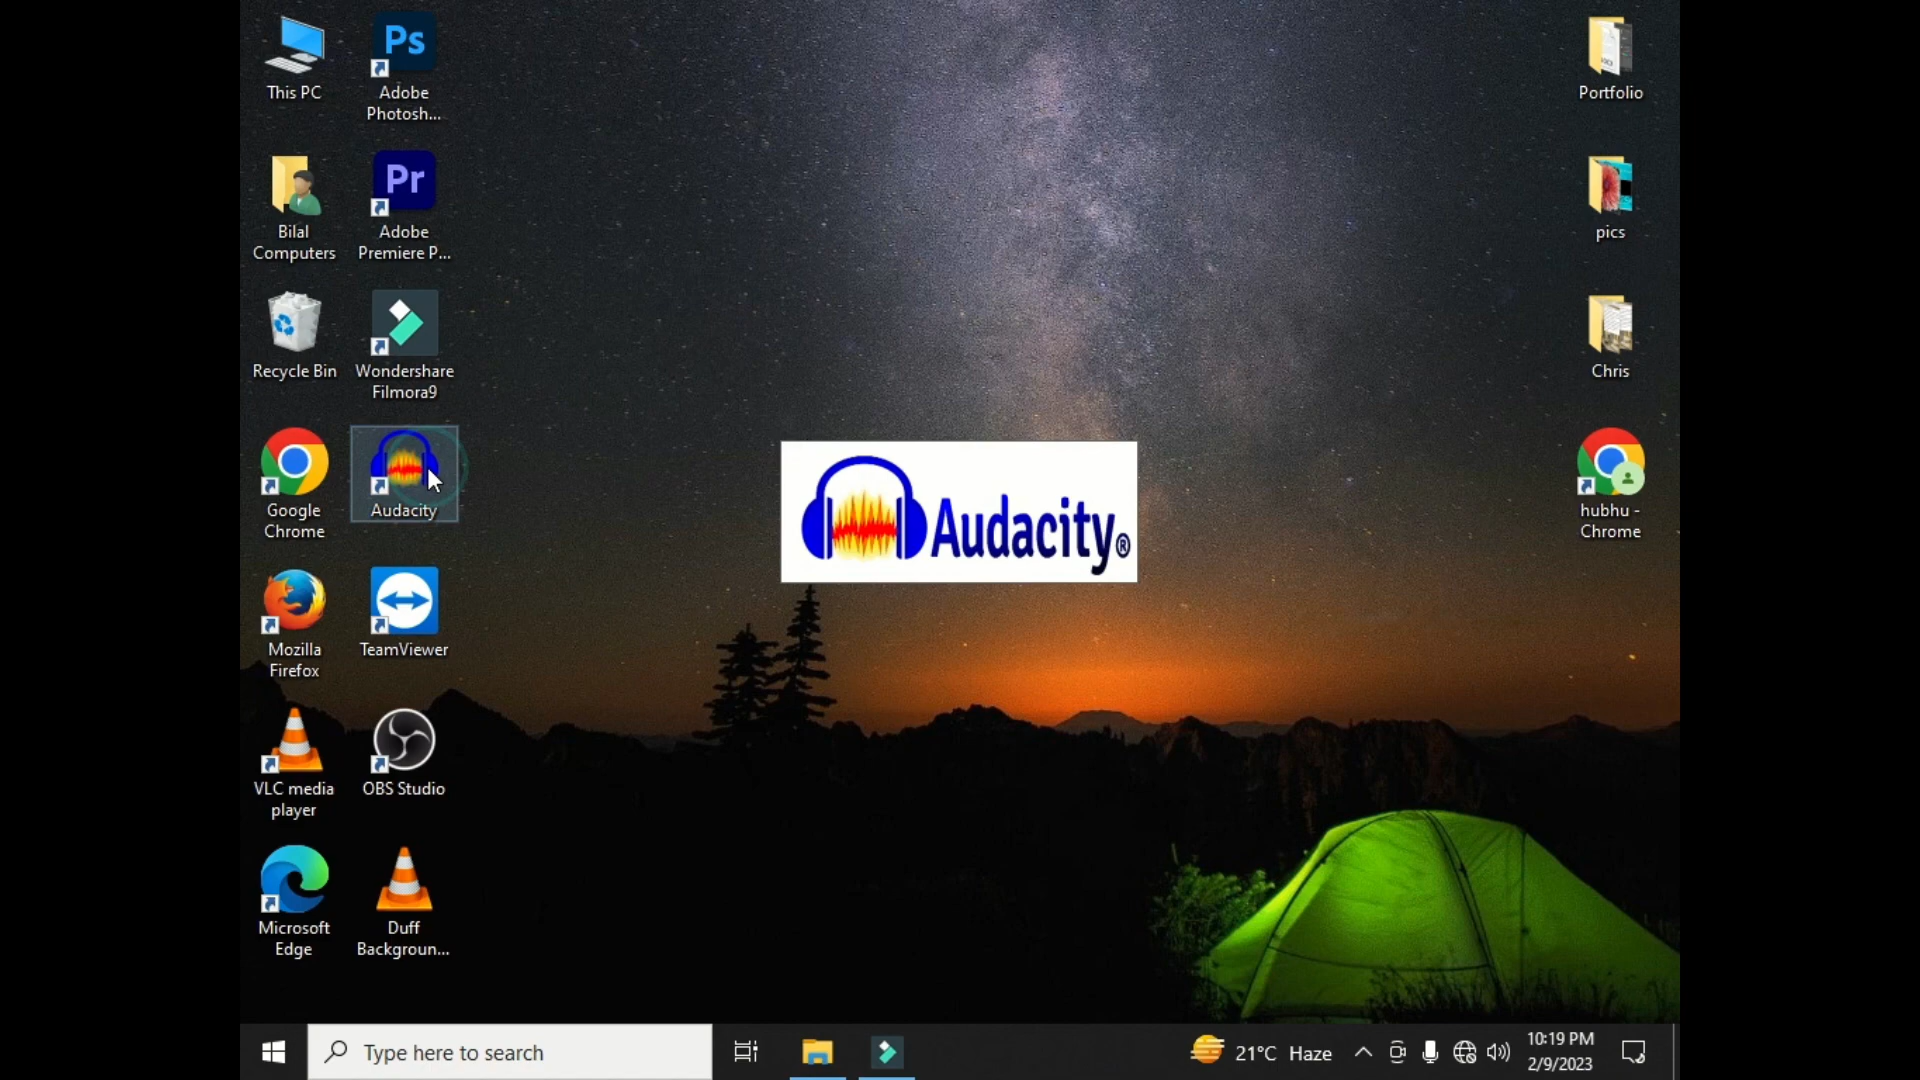 This PC
Ps
Adobe
Photosh...
Bilal
Computers
Pr
Adobe
Premiere P...
Recycle Bin
Wondershare
Filmora9
Google
Chrome
Audacity
Mozilla
Firefox
TeamViewer
VLC media
player
OBS Studio
Microsoft
Edge
Duff
Backgroun...
Audacity®
Portfolio
pics
Chris
hubhu -
Chrome
Type here to search
21°C Haze
10:19 PM
2/9/2023